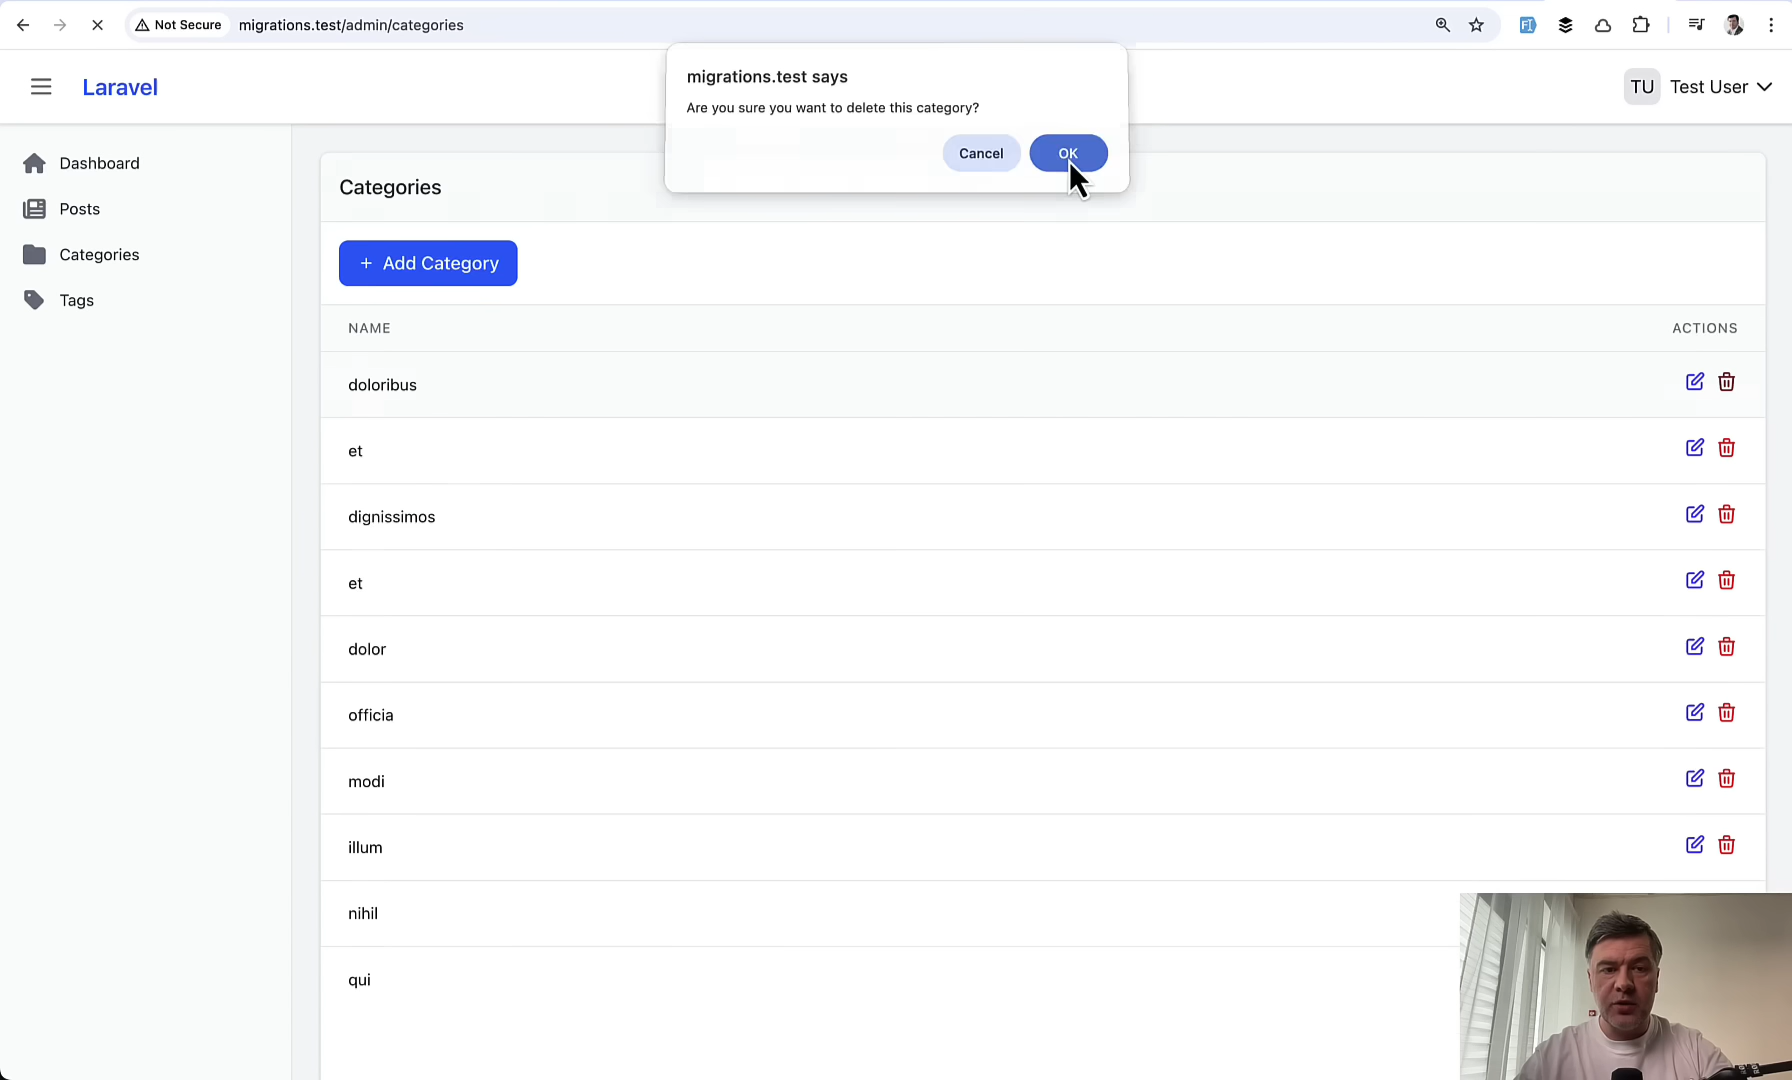 Not Secure
migrations.test/admin/categories
migrations.test says
Are you sure you want to delete this category?
Cancel
OK
Laravel
TU
Test User
Dashboard
Posts
Categories
Tags
Categories
+ Add Category
NAME
ACTIONS
doloribus
et
dignissimos
et
dolor
officia
modi
illum
nihil
qui